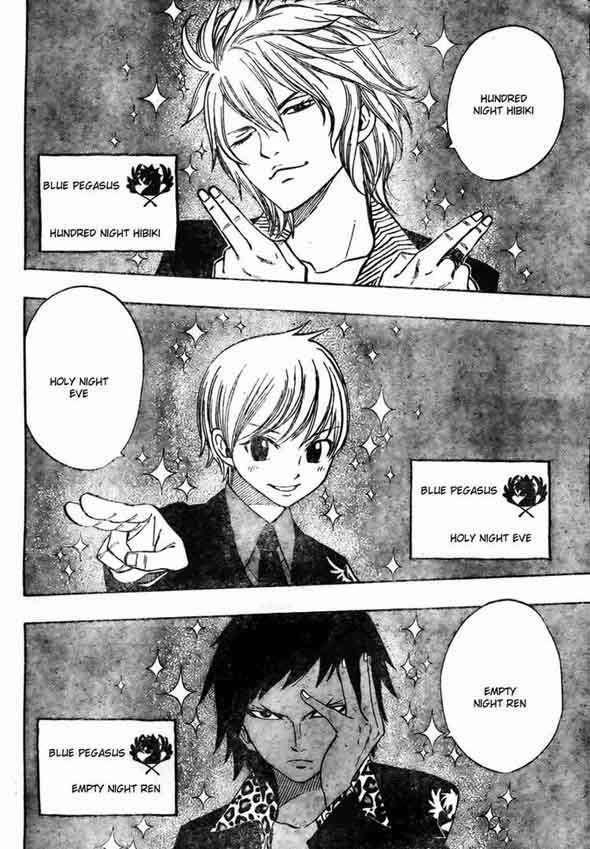 HUNDRED
NIGHT HIBIKI
BLUE PEGASUS
HUNDRED NIGHT HIBIKI
HOLY NIGHT
EVE
BLUE PEGASUS
HOLY NIGHT EVE
EMPTY
NIGHT REN
BLUE PEGASUS
EMPTY NIGHT REN